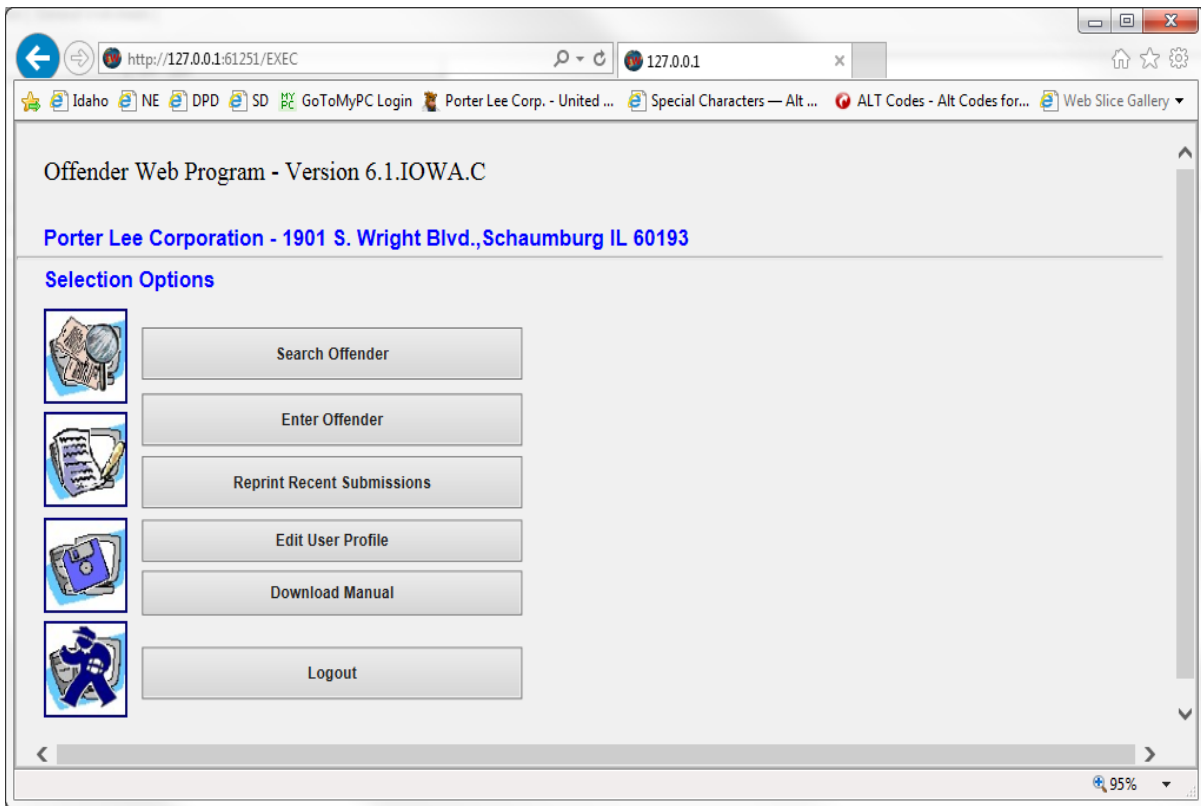 http://127.0.0.1:61251/EXEC
127.0.0.1
Idaho NE DPD SD GoToMyPC Login Porter Lee Corp. - United ... Special Characters — Alt ... ALT Codes - Alt Codes for... Web Slice Gallery
Offender Web Program - Version 6.1.IOWA.C
Porter Lee Corporation - 1901 S. Wright Blvd.,Schaumburg IL 60193
Selection Options
Search Offender
Enter Offender
Reprint Recent Submissions
Edit User Profile
Download Manual
Logout
95%